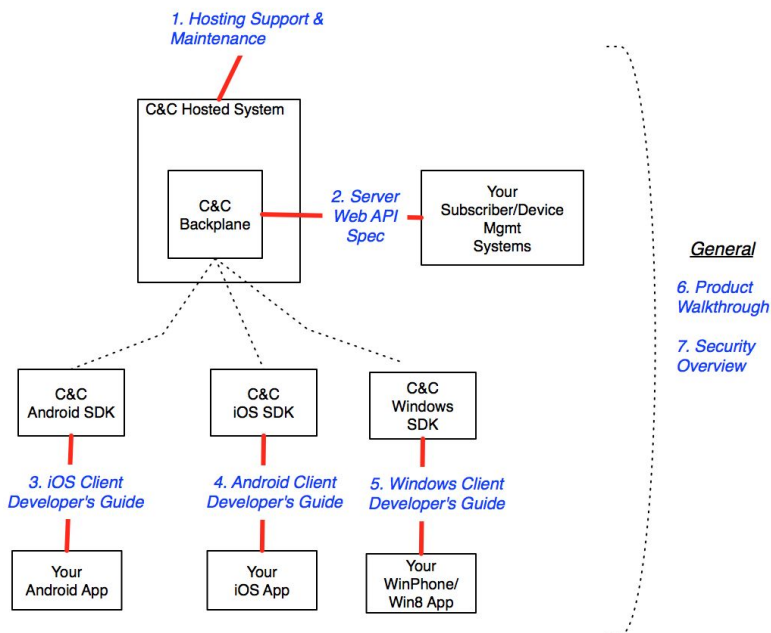 1. Hosting Support &
Maintenance
C&C Hosted System
C&C
Backplane
2. Server
Web API
Spec
Your
Subscriber/Device
Mgmt
Systems
General
6. Product
Walkthrough
7. Security
Overview
C&C
Android SDK
C&C
iOS SDK
C&C
Windows
SDK
3. iOS Client
Developer's Guide
4. Android Client
Developer's Guide
5. Windows Client
Developer's Guide
Your
Android App
Your
iOS App
Your
WinPhone/
Win8 App